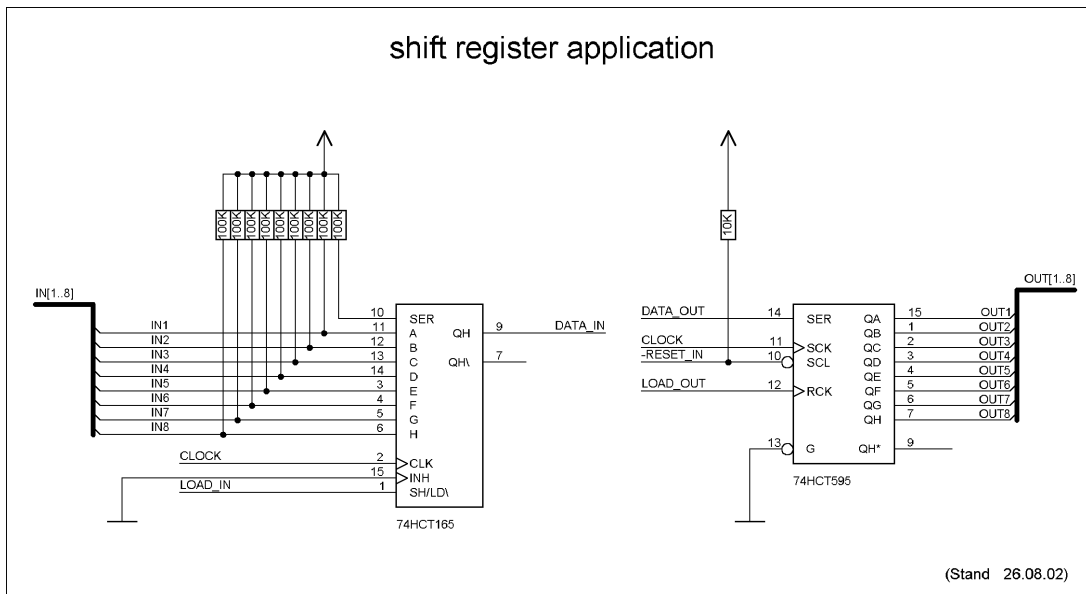 shift register application
100K 100K 100K 100K 100K 100K 100K 100K 100K
10K
IN[1..8]
OUT[1..8]
10 SER
IN1 11 A QH 9 DATA_IN
IN2 12 B
IN3 13 C QH\ 7
IN4 14 D
IN5 3 E
IN6 4 F
IN7 5 G
IN8 6 H
CLOCK 2 CLK
15 INH
LOAD_IN 1 SH/LD\
74HCT165
DATA_OUT 14 SER QA 15 OUT1
QB 1 OUT2
CLOCK 11 SCK QC 2 OUT3
-RESET_IN 10 SCL QD 3 OUT4
QE 4 OUT5
LOAD_OUT 12 RCK QF 5 OUT6
QG 6 OUT7
QH 7 OUT8
13 G QH* 9
74HCT595
(Stand 26.08.02)